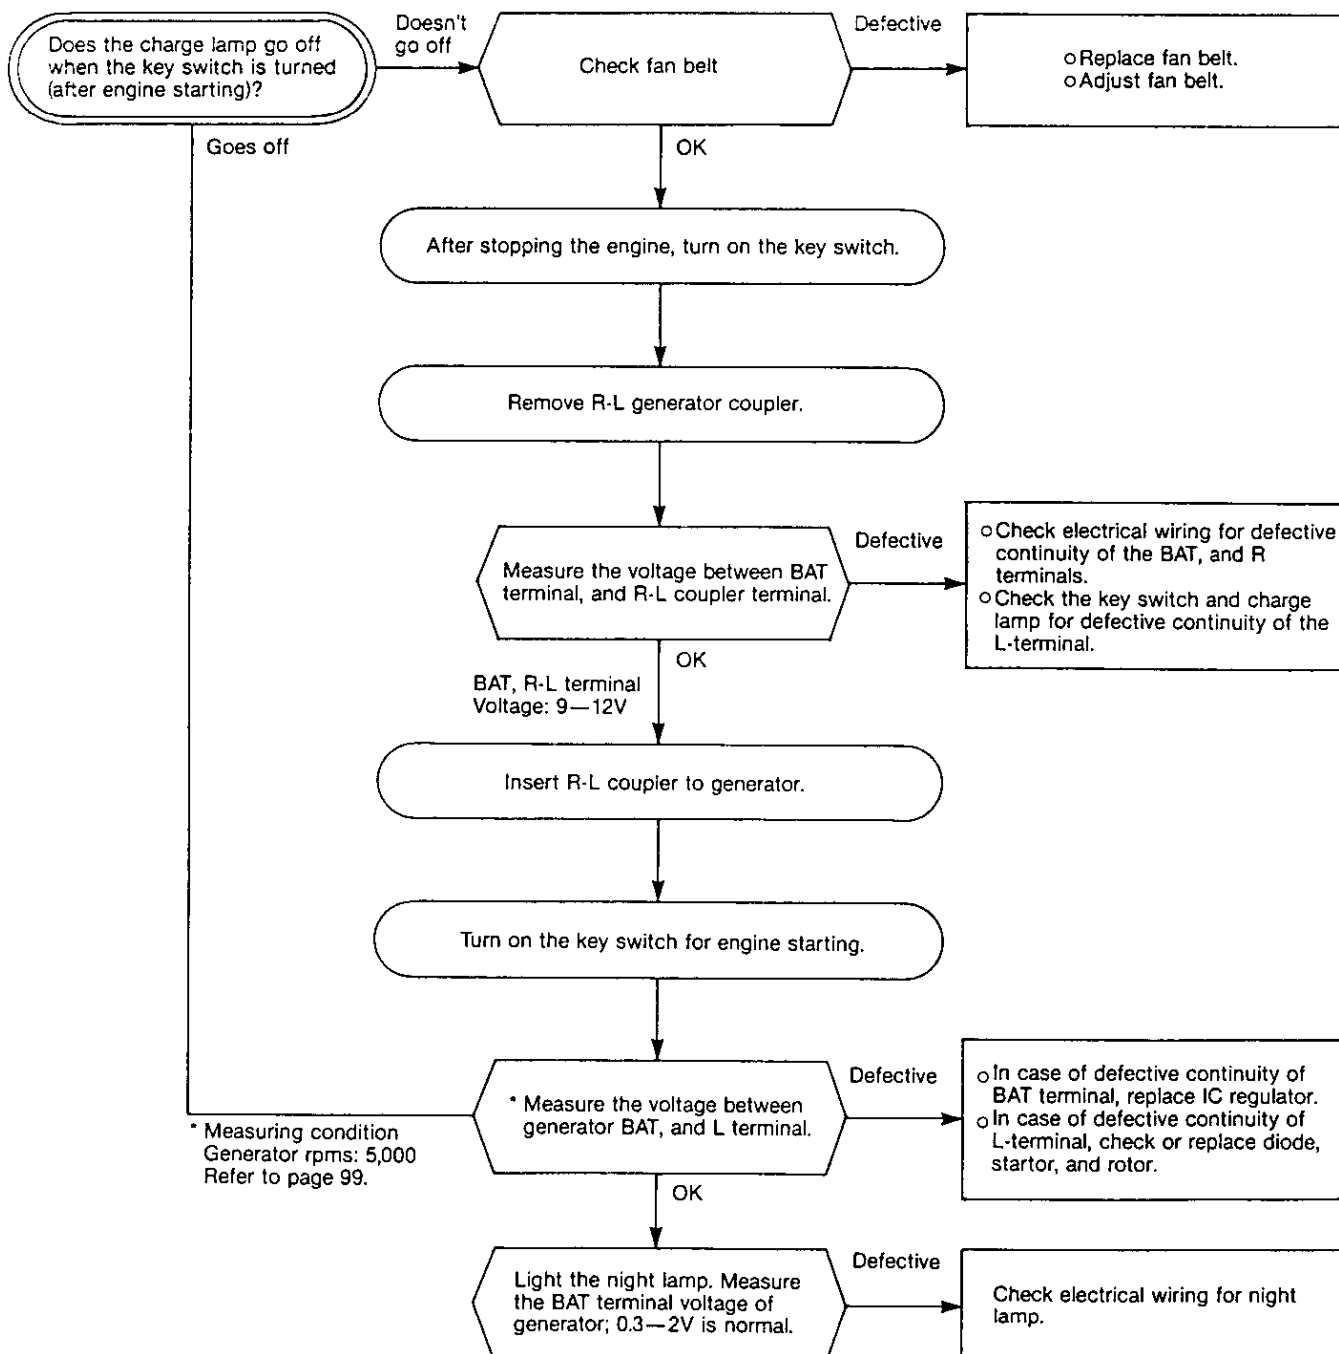 Does the charge lamp go off
when the key switch is turned
(after engine starting)?
Doesn't
go off
Check fan belt
Defective
○ Replace fan belt.
○ Adjust fan belt.
Goes off
OK
After stopping the engine, turn on the key switch.
Remove R-L generator coupler.
Measure the voltage between BAT
terminal, and R-L coupler terminal.
Defective
○ Check electrical wiring for defective
continuity of the BAT, and R
terminals.
○ Check the key switch and charge
lamp for defective continuity of the
L-terminal.
OK
BAT, R-L terminal
Voltage: 9—12V
Insert R-L coupler to generator.
Turn on the key switch for engine starting.
* Measure the voltage between
generator BAT, and L terminal.
Defective
○ In case of defective continuity of
BAT terminal, replace IC regulator.
○ In case of defective continuity of
L-terminal, check or replace diode,
startor, and rotor.
* Measuring condition
Generator rpms: 5,000
Refer to page 99.
OK
Light the night lamp. Measure
the BAT terminal voltage of
generator; 0.3—2V is normal.
Defective
Check electrical wiring for night
lamp.